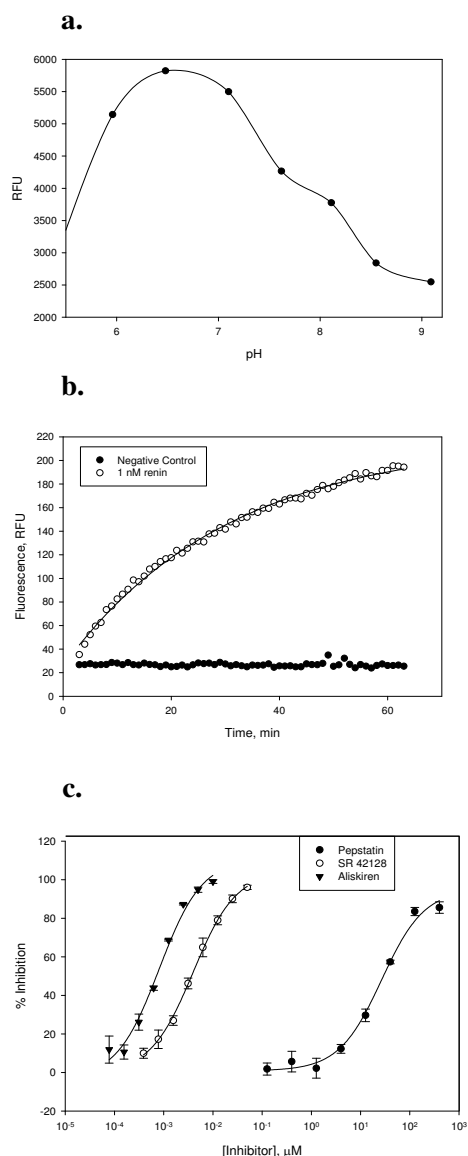 a.
6000
5500
5000
4500
4000
3500
3000
2500
2000
RFU
6 7 8 9
pH
b.
220
200
180
160
140
120
100
80
60
40
20
0
Fluorescence, RFU
Negative Control
1 nM renin
0 20 40 60
Time, min
c.
120
100
80
60
40
20
0
-20
% Inhibition
Pepstatin
SR 42128
Aliskiren
10-5 10-4 10-3 10-2 10-1 100 101 102 103
[Inhibitor], μM